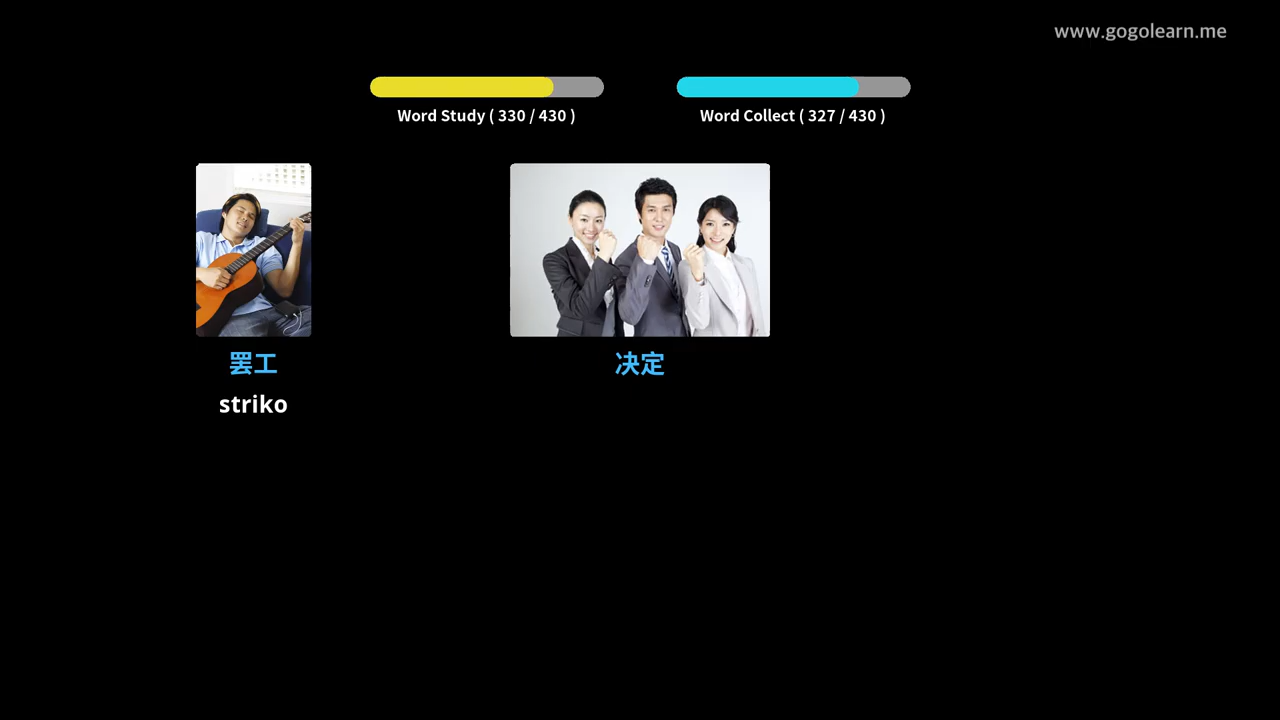 www.gogolearn.me
Word Study ( 330 / 430 )
Word Collect ( 327 / 430 )
罢工
决定
striko